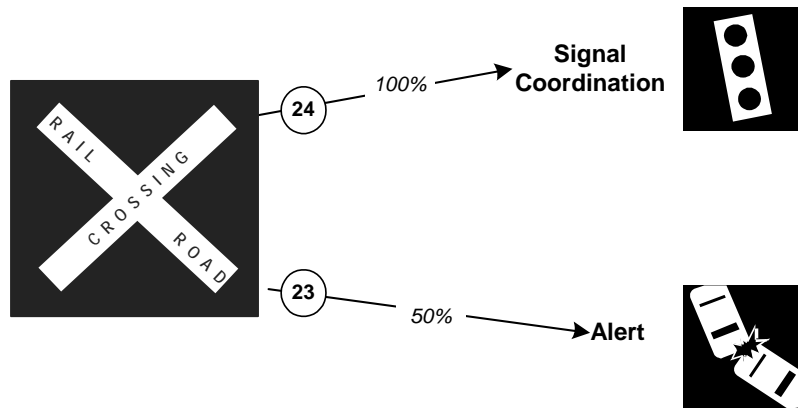 Signal
Coordination
100%
24
RAIL
CROSSING
ROAD
23
50%
Alert